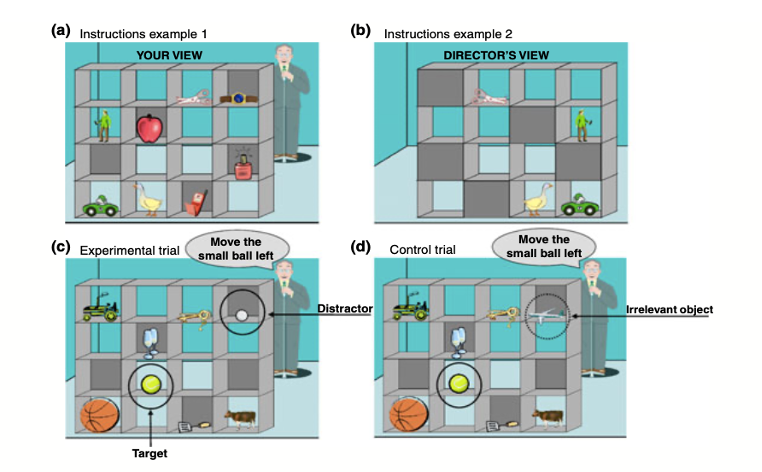 (a) Instructions example 1
YOUR VIEW
(b) Instructions example 2
DIRECTOR'S VIEW
(c) Experimental trial
Move the
small ball left
Distractor
Target
(d) Control trial
Move the
small ball left
Irrelevant object